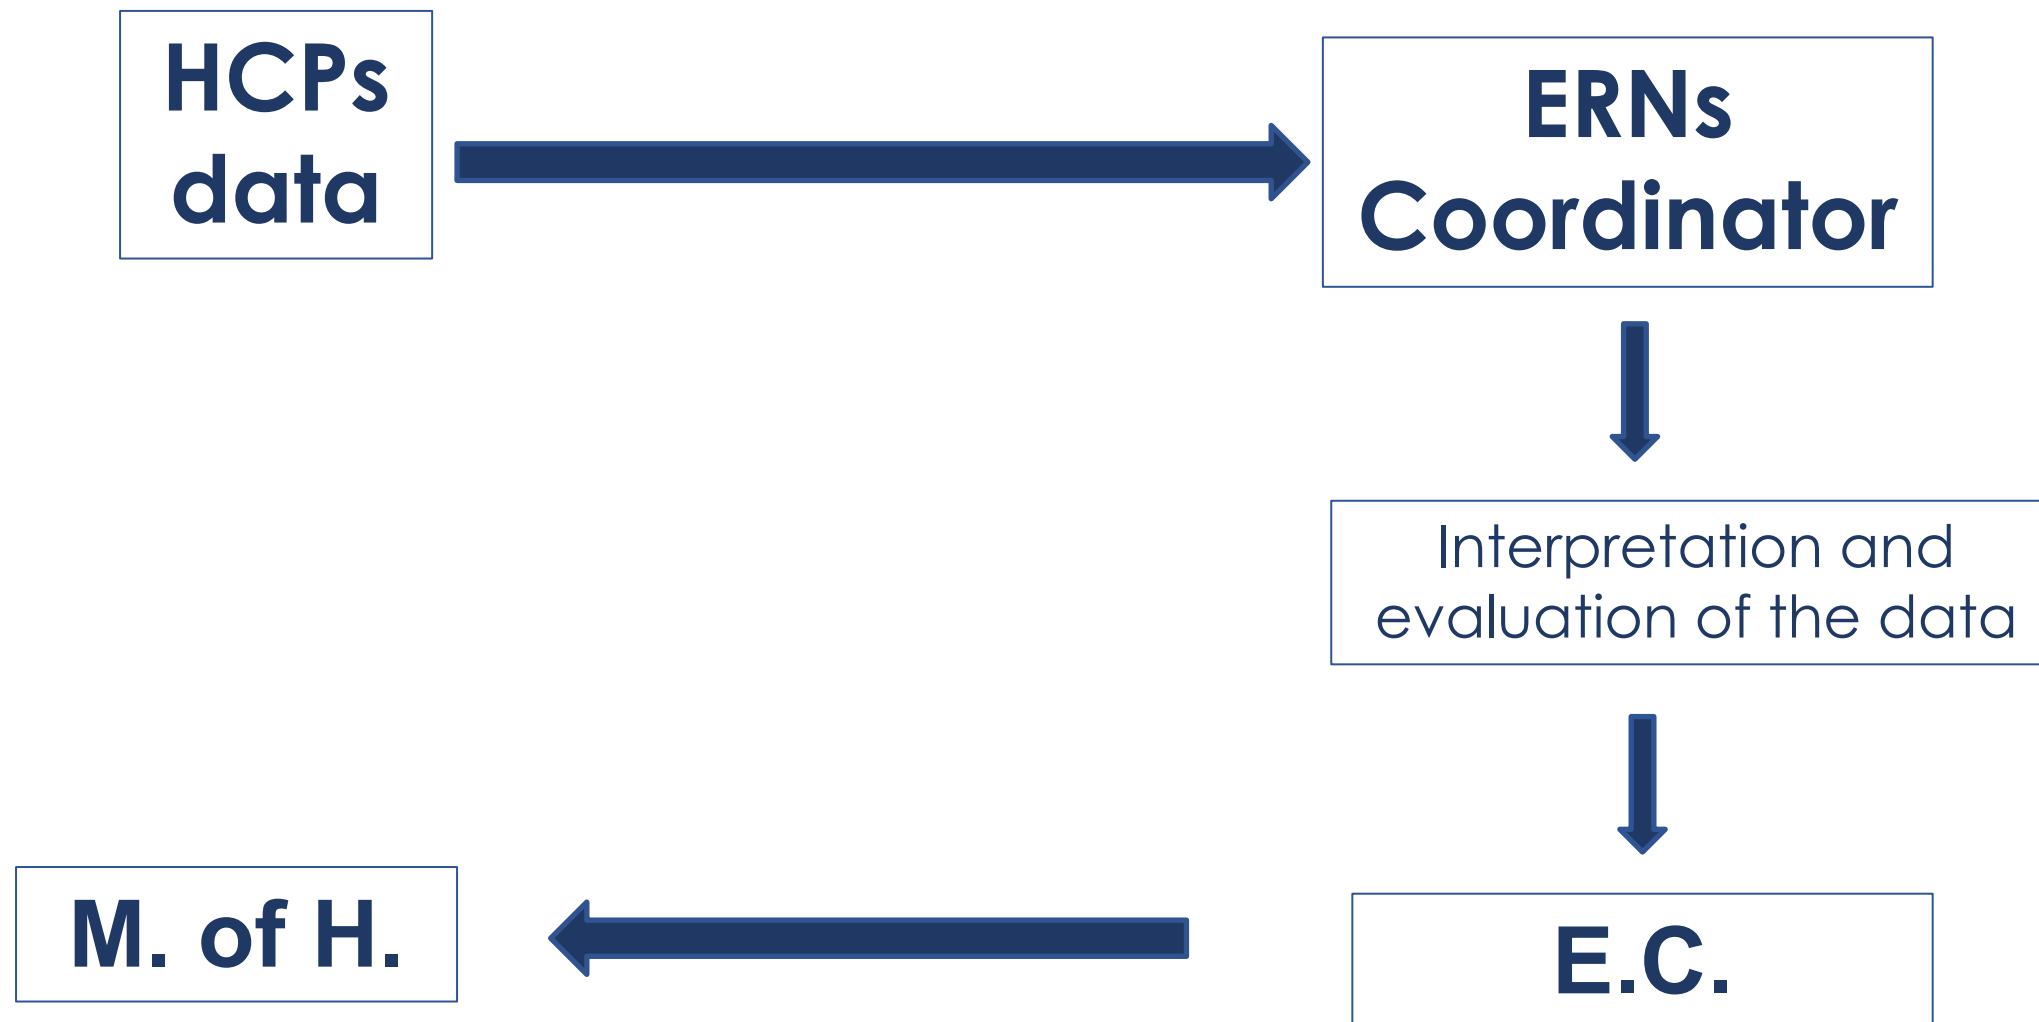 HCPs
data
ERNs
Coordinator
Interpretation and
evaluation of the data
M. of H.
E.C.